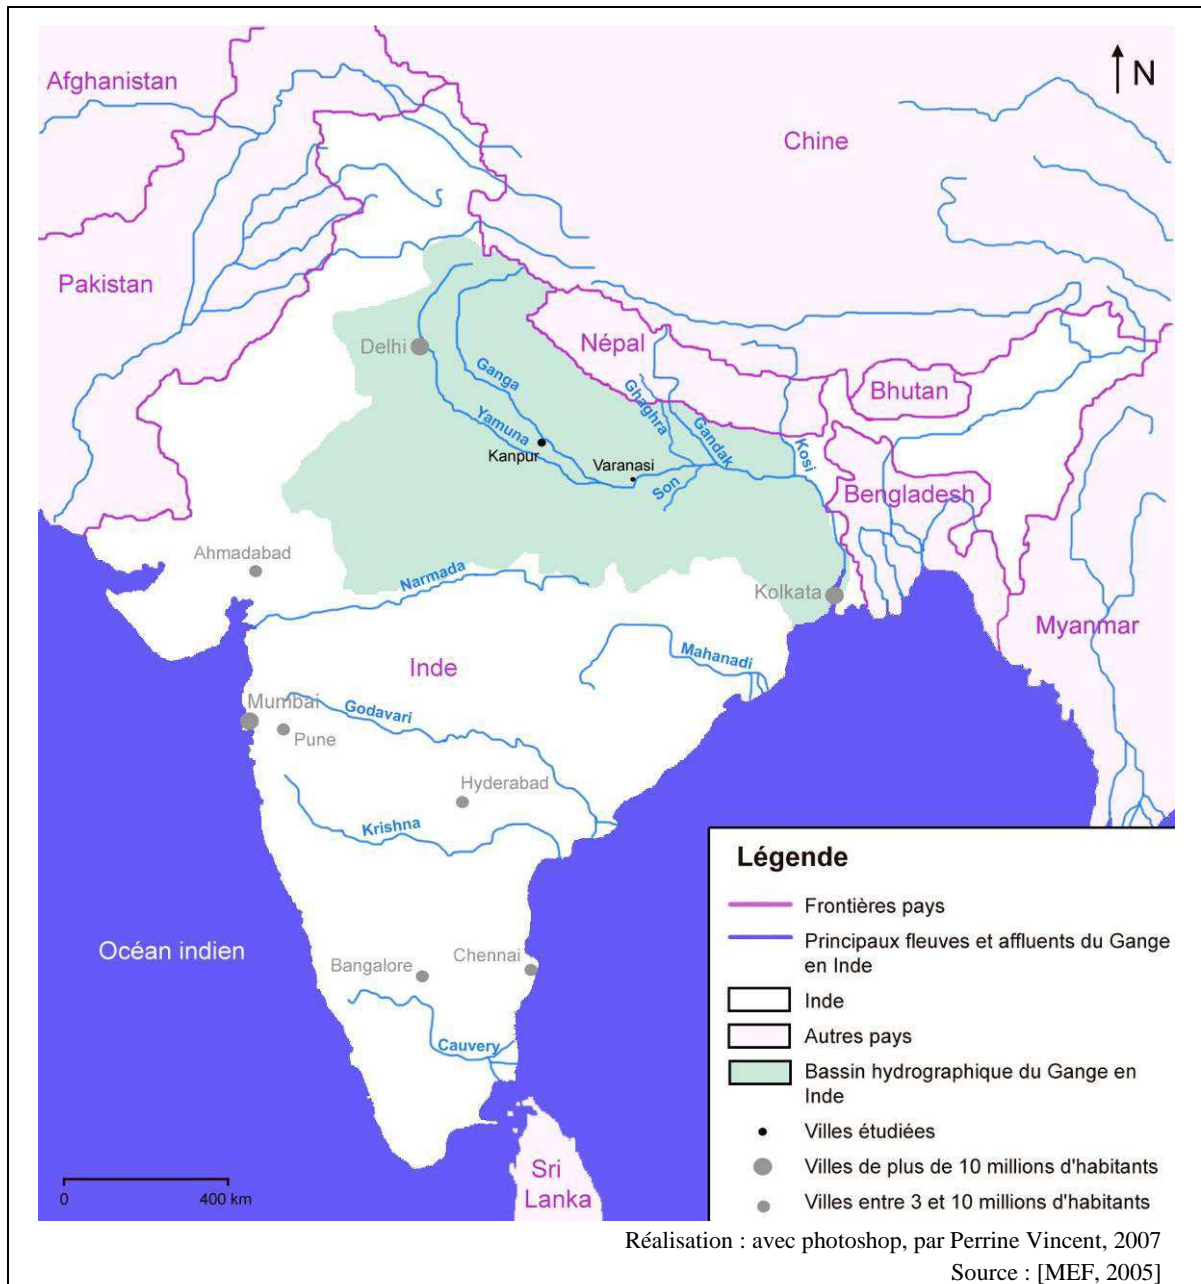 Afghanistan
N
Chine
Pakistan
Delhi
Népal
Ganga
Bhutan
Ghaghra
Yamuna
Gandak
Kosi
Kanpur
Varanasi
Son
Bengladesh
Ahmadabad
Narmada
Kolkata
Myanmar
Inde
Mahanadi
Mumbai
Godavari
Pune
Hyderabad
Krishna
Océan indien
Bangalore
Chennai
Cauvery
Sri
Lanka
0
400 km
Légende
Frontières pays
Principaux fleuves et affluents du Gange
en Inde
Inde
Autres pays
Bassin hydrographique du Gange en
Inde
Villes étudiées
Villes de plus de 10 millions d'habitants
Villes entre 3 et 10 millions d'habitants
Réalisation : avec photoshop, par Perrine Vincent, 2007
Source : [MEF, 2005]